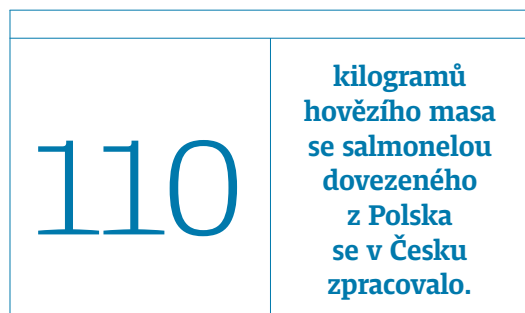 110
kilogramů
hovězího masa
se salmonelou
dovezeného
z Polska
se v Česku
zpracovalo.